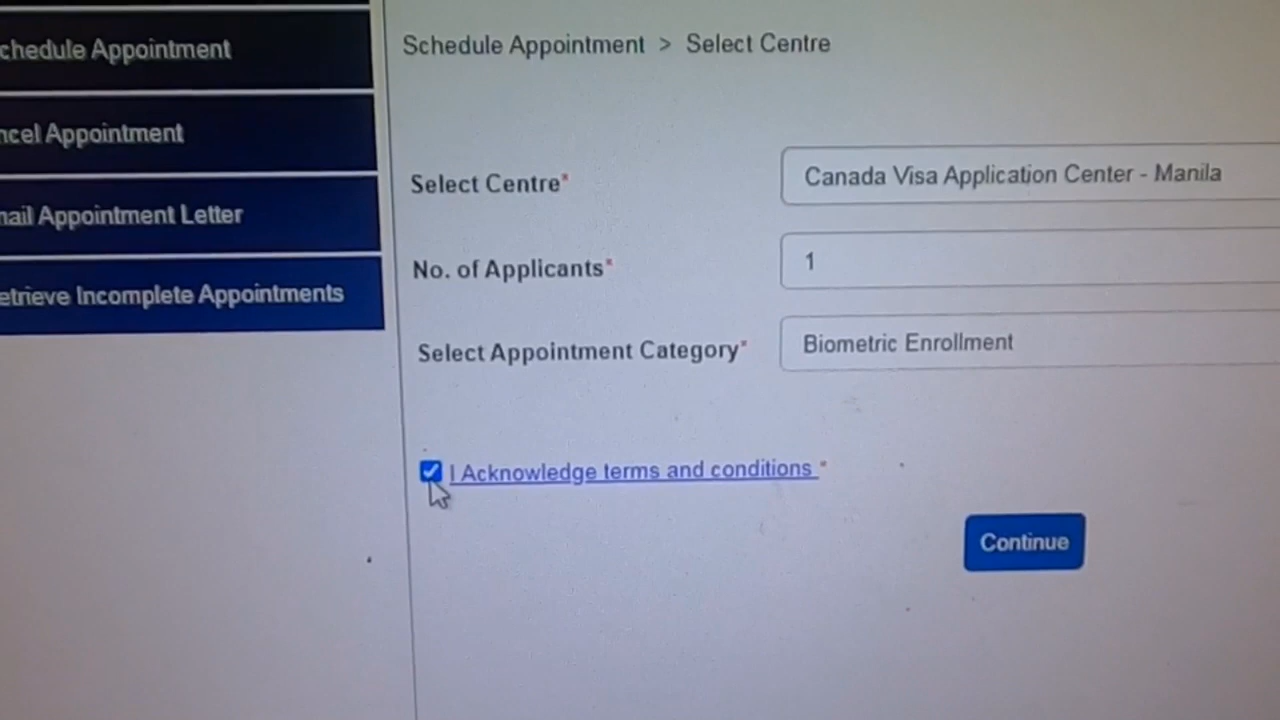 chedule Appointment
ncel Appointment
ail Appointment Letter
etrieve Incomplete Appointments
Schedule Appointment > Select Centre
Select Centre*
Canada Visa Application Center - Manila
No. of Applicants*
1
Select Appointment Category*
Biometric Enrollment
I Acknowledge terms and conditions *
Continue